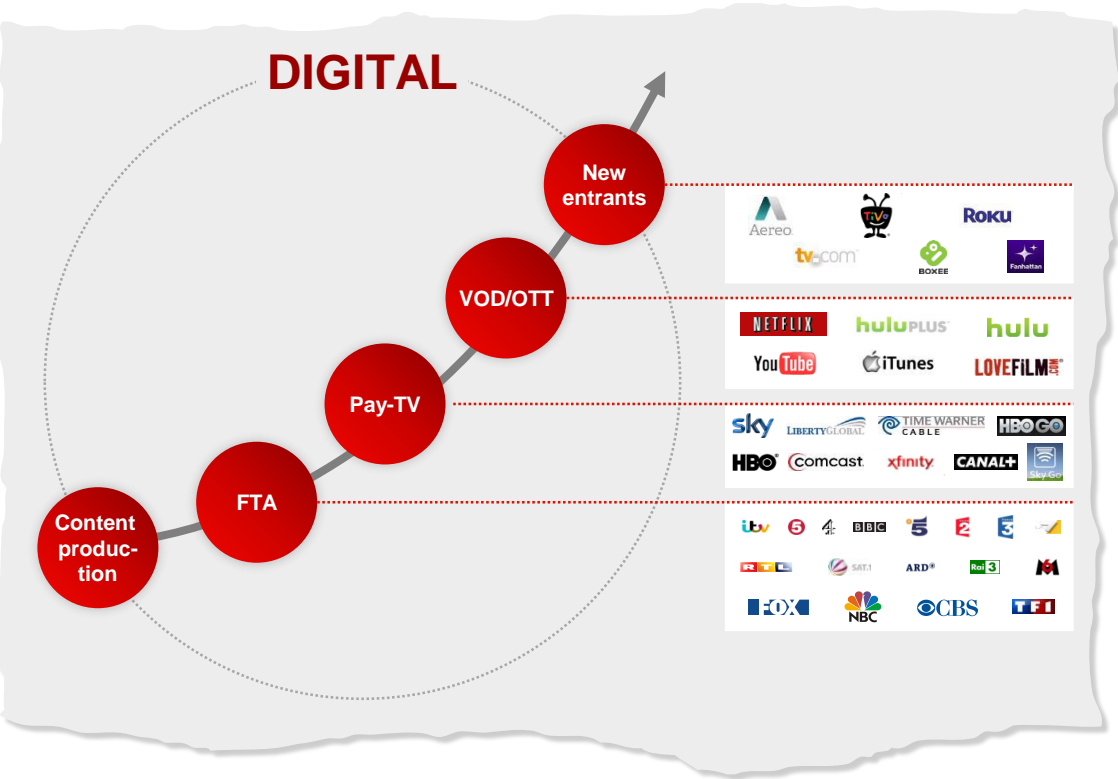 DIGITAL
New
entrants
Aereo
TiVo
ROKU
tv.com
BOXEE
Fanhattan
VOD/OTT
NETFLIX
huluPLUS
hulu
YouTube
iTunes
LOVEFiLM.COM
Pay-TV
sky
LIBERTYGLOBAL
TIME WARNER
CABLE
HBO GO
HBO
comcast.
xfinity
CANAL+
Sky Go
FTA
itv
5
4
BBC
5
2
3
RTL
SAT.1
ARD
Rai 3
M6
FOX
NBC
CBS
TF1
Content
produc-
tion